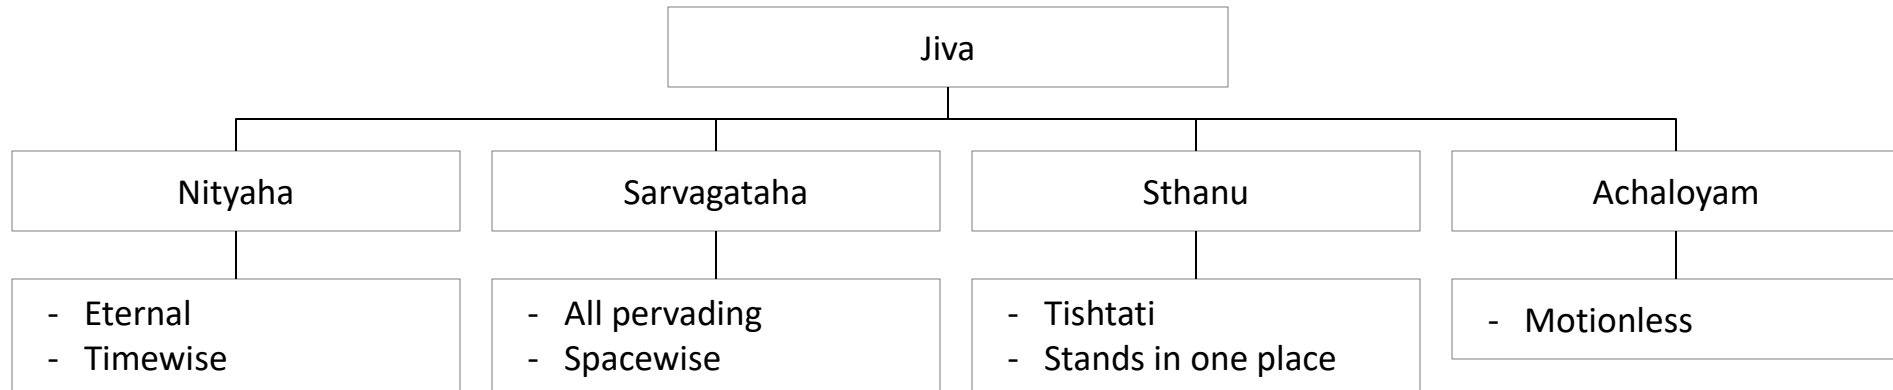 Jiva
Nityaha
Sarvagataha
Sthanu
Achaloyam
- Eternal
- Timewise
- All pervading
- Spacewise
- Tishtati
- Stands in one place
- Motionless